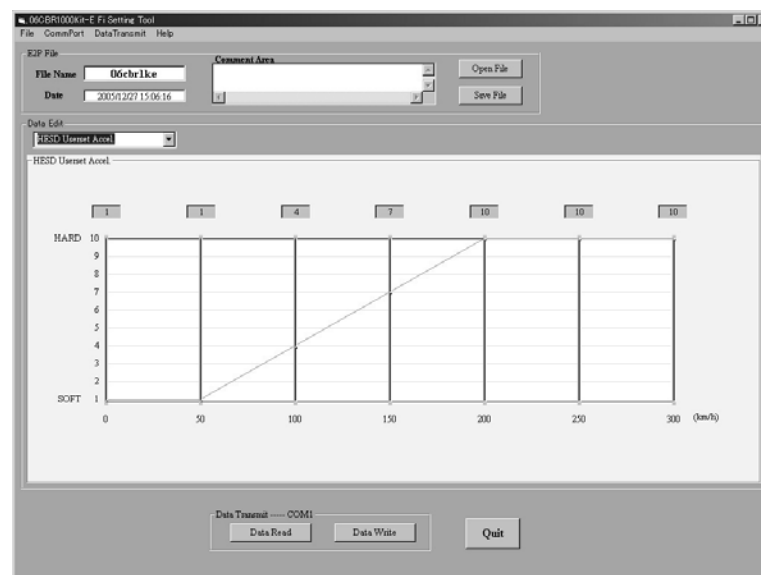 06CBR1000Kit-E Fi Setting Tool
File CommPort DataTransmit Help
E2P File
File Name 06cbr1ke
Date 2005/12/27 15:06:16
Comment Area
Open File
Save File
Data Edit
HESD Userset Accel.
HESD Userset Accel.
1 1 4 7 10 10 10
HARD 10
9
8
7
6
5
4
3
2
SOFT 1
0 50 100 150 200 250 300 (km/h)
Data Transmit ----- COM1
Data Read Data Write Quit